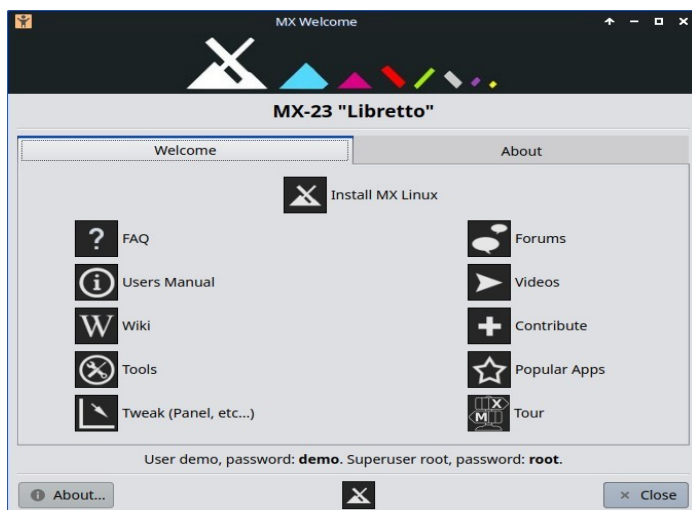 MX Welcome
MX-23 "Libretto"
Welcome About
Install MX Linux
FAQ Forums
Users Manual Videos
Wiki Contribute
Tools Popular Apps
Tweak (Panel, etc...) Tour
User demo, password: demo. Superuser root, password: root.
About... Close